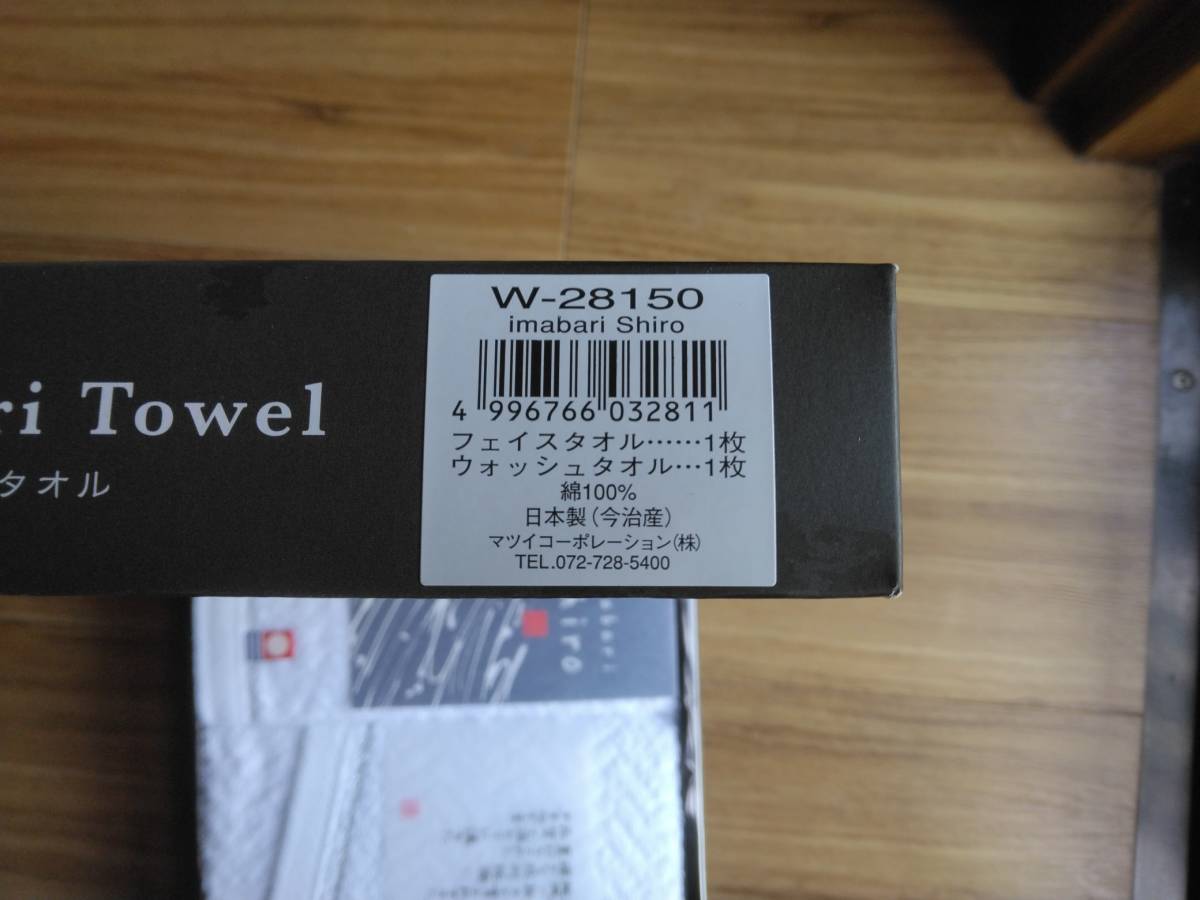 ri Towel
タオル
W-28150
imabari Shiro
4 996766 032811
フェイスタオル……1枚
ウォッシュタオル…1枚
綿100%
日本製(今治産)
マツイコーポレーション(株)
TEL.072-728-5400